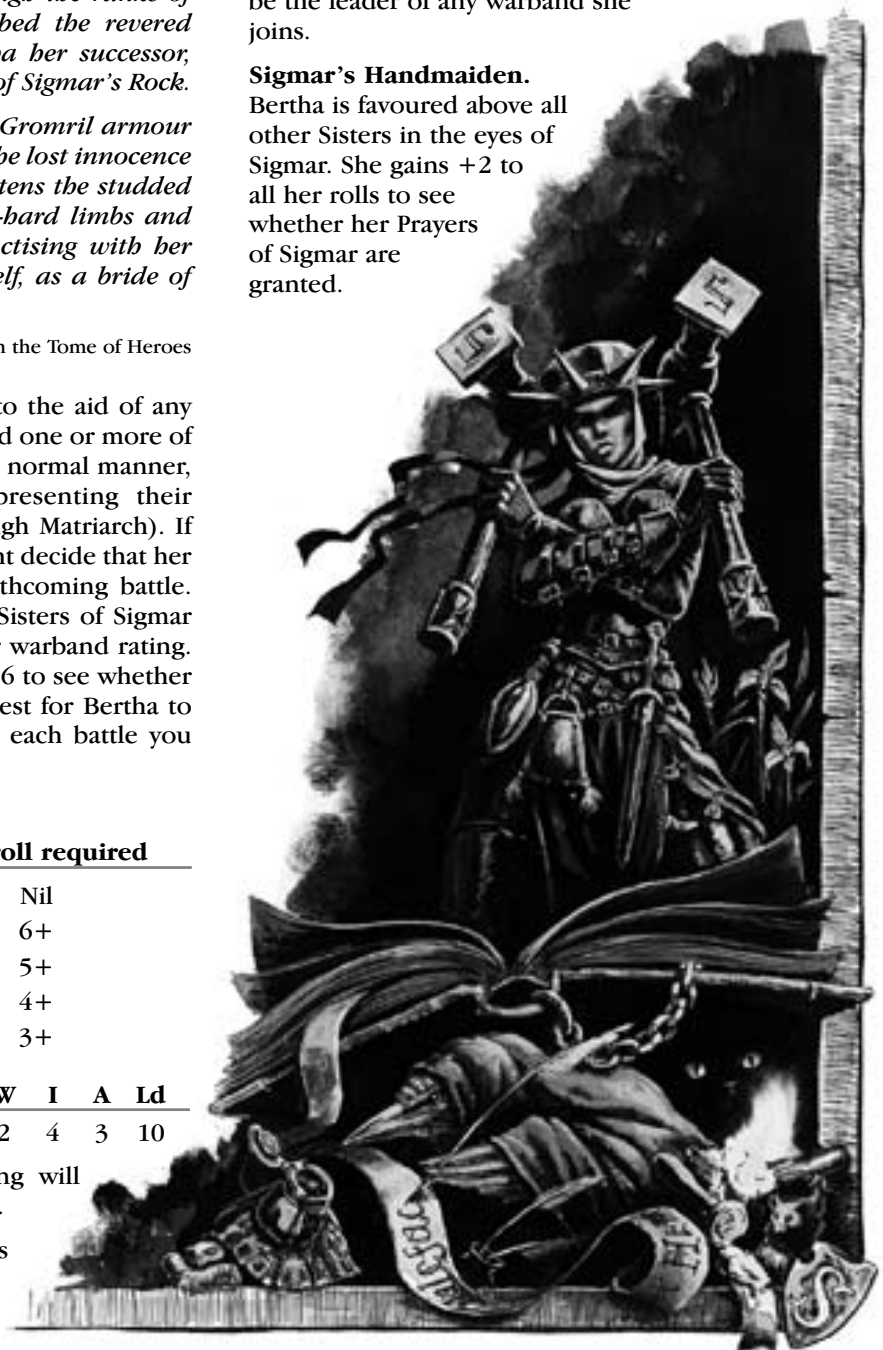 bed the revered
her successor,
of Sigmar's Rock.
Gromril armour
lost innocence
tens the studded
-hard limbs and
ctising with her
elf, as a bride of
the Tome of Heroes
to the aid of any
d one or more of
normal manner,
presenting their
gh Matriarch). If
nt decide that her
rthcoming battle.
Sisters of Sigmar
warband rating.
6 to see whether
est for Bertha to
each battle you
roll required
Nil
6+
5+
4+
3+
W I A Ld
2 4 3 10
ng will
s
be the leader of any warband she
joins.
Sigmar's Handmaiden.
Bertha is favoured above all
other Sisters in the eyes of
Sigmar. She gains +2 to
all her rolls to see
whether her Prayers
of Sigmar are
granted.